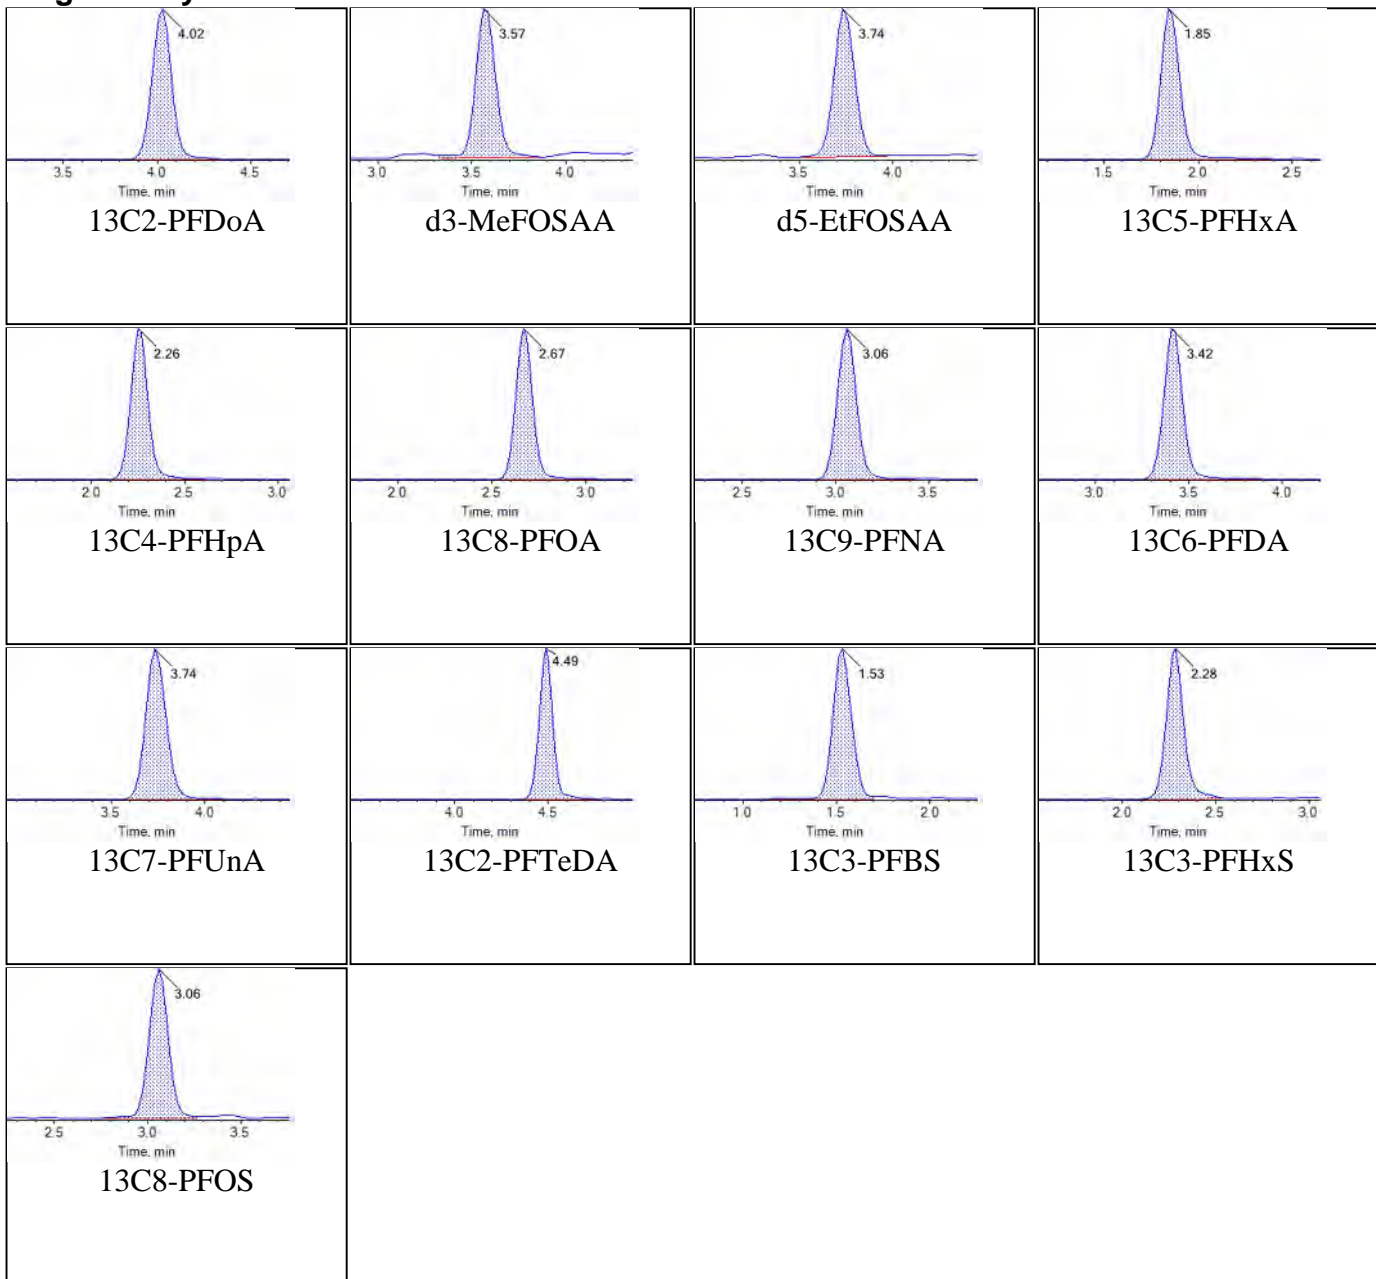 4.02
3.5 4.0 4.5
Time, min
13C2-PFDoA
3.57
3.0 3.5 4.0
Time, min
d3-MeFOSAA
3.74
3.5 4.0
Time, min
d5-EtFOSAA
1.85
1.5 2.0 2.5
Time, min
13C5-PFHxA
2.26
2.0 2.5 3.0
Time, min
13C4-PFHpA
2.67
2.0 2.5 3.0
Time, min
13C8-PFOA
3.06
2.5 3.0 3.5
Time, min
13C9-PFNA
3.42
3.0 3.5 4.0
Time, min
13C6-PFDA
3.74
3.5 4.0
Time, min
13C7-PFUnA
4.49
4.0 4.5
Time, min
13C2-PFTeDA
1.53
1.0 1.5 2.0
Time, min
13C3-PFBS
2.28
2.0 2.5 3.0
Time, min
13C3-PFHxS
3.06
2.5 3.0 3.5
Time, min
13C8-PFOS